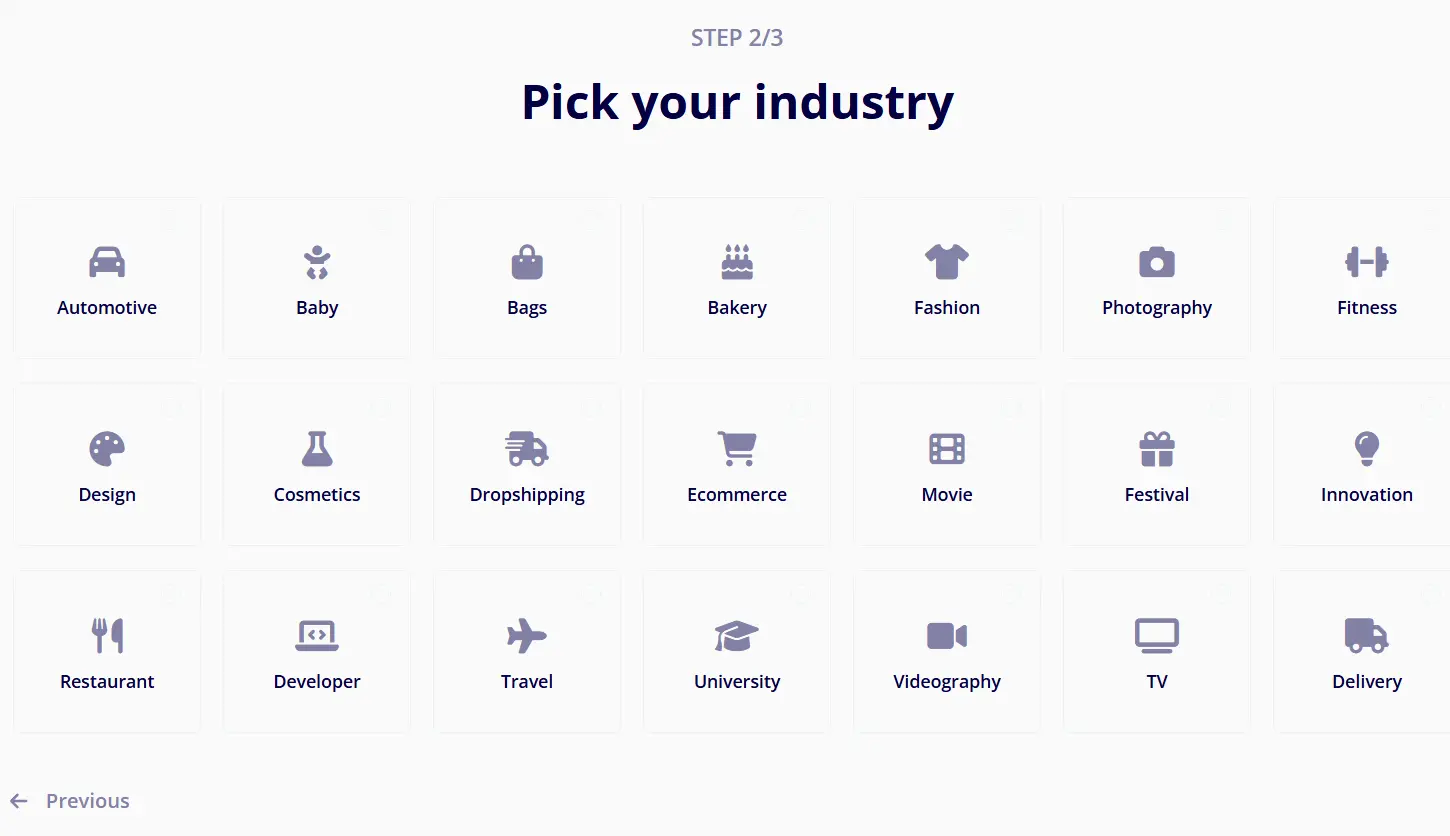 STEP 2/3
Pick your industry
Automotive
Baby
Bags
Bakery
Fashion
Photography
Fitness
Design
Cosmetics
Dropshipping
Ecommerce
Movie
Festival
Innovation
Restaurant
Developer
Travel
University
Videography
TV
Delivery
Previous